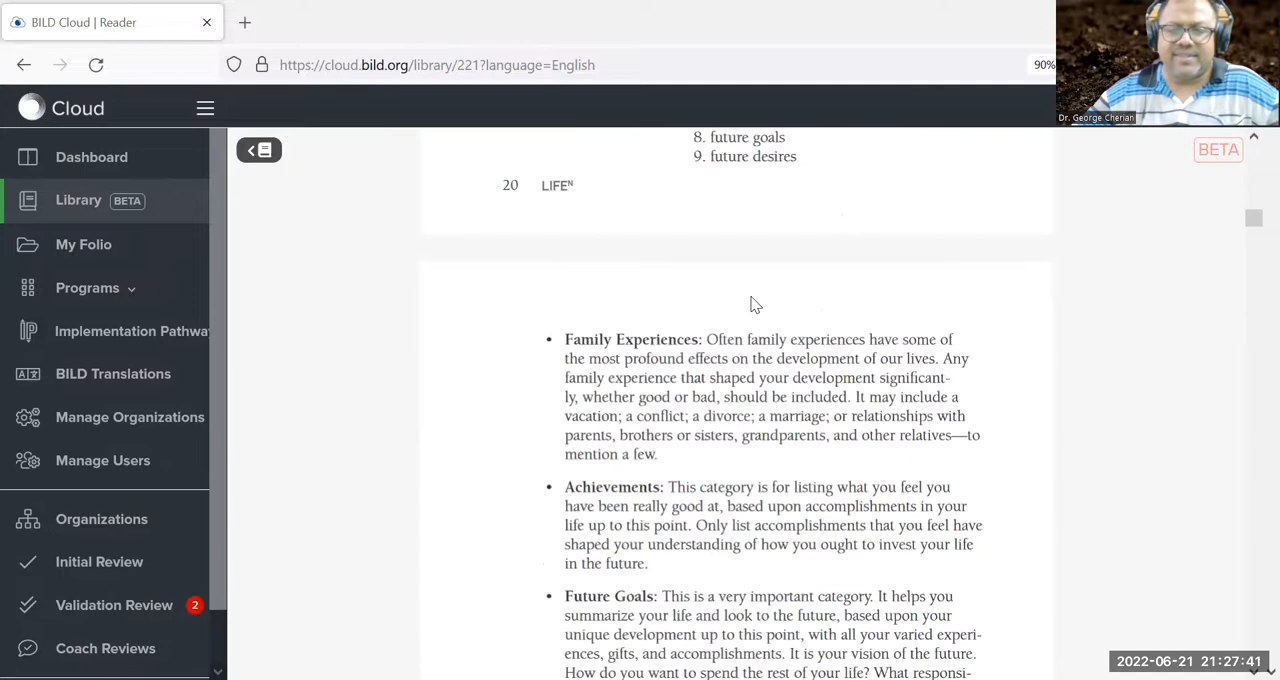 BILD Cloud | Reader
https://cloud.bild.org/library/221?language=English
90%
Dr. George Cherian
Cloud
BETA
Dashboard
Library BETA
My Folio
Programs
Implementation Pathwa
BILD Translations
Manage Organizations
Manage Users
Organizations
Initial Review
Validation Review 2
Coach Reviews
8. future goals
9. future desires
20 LIFEᴺ
• Family Experiences: Often family experiences have some of
the most profound effects on the development of our lives. Any
family experience that shaped your development significant-
ly, whether good or bad, should be included. It may include a
vacation; a conflict; a divorce; a marriage; or relationships with
parents, brothers or sisters, grandparents, and other relatives—to
mention a few.
• Achievements: This category is for listing what you feel you
have been really good at, based upon accomplishments in your
life up to this point. Only list accomplishments that you feel have
shaped your understanding of how you ought to invest your life
in the future.
• Future Goals: This is a very important category. It helps you
summarize your life and look to the future, based upon your
unique development up to this point, with all your varied experi-
ences, gifts, and accomplishments. It is your vision of the future.
How do you want to spend the rest of your life? What responsi-
2022-06-21 21:27:41